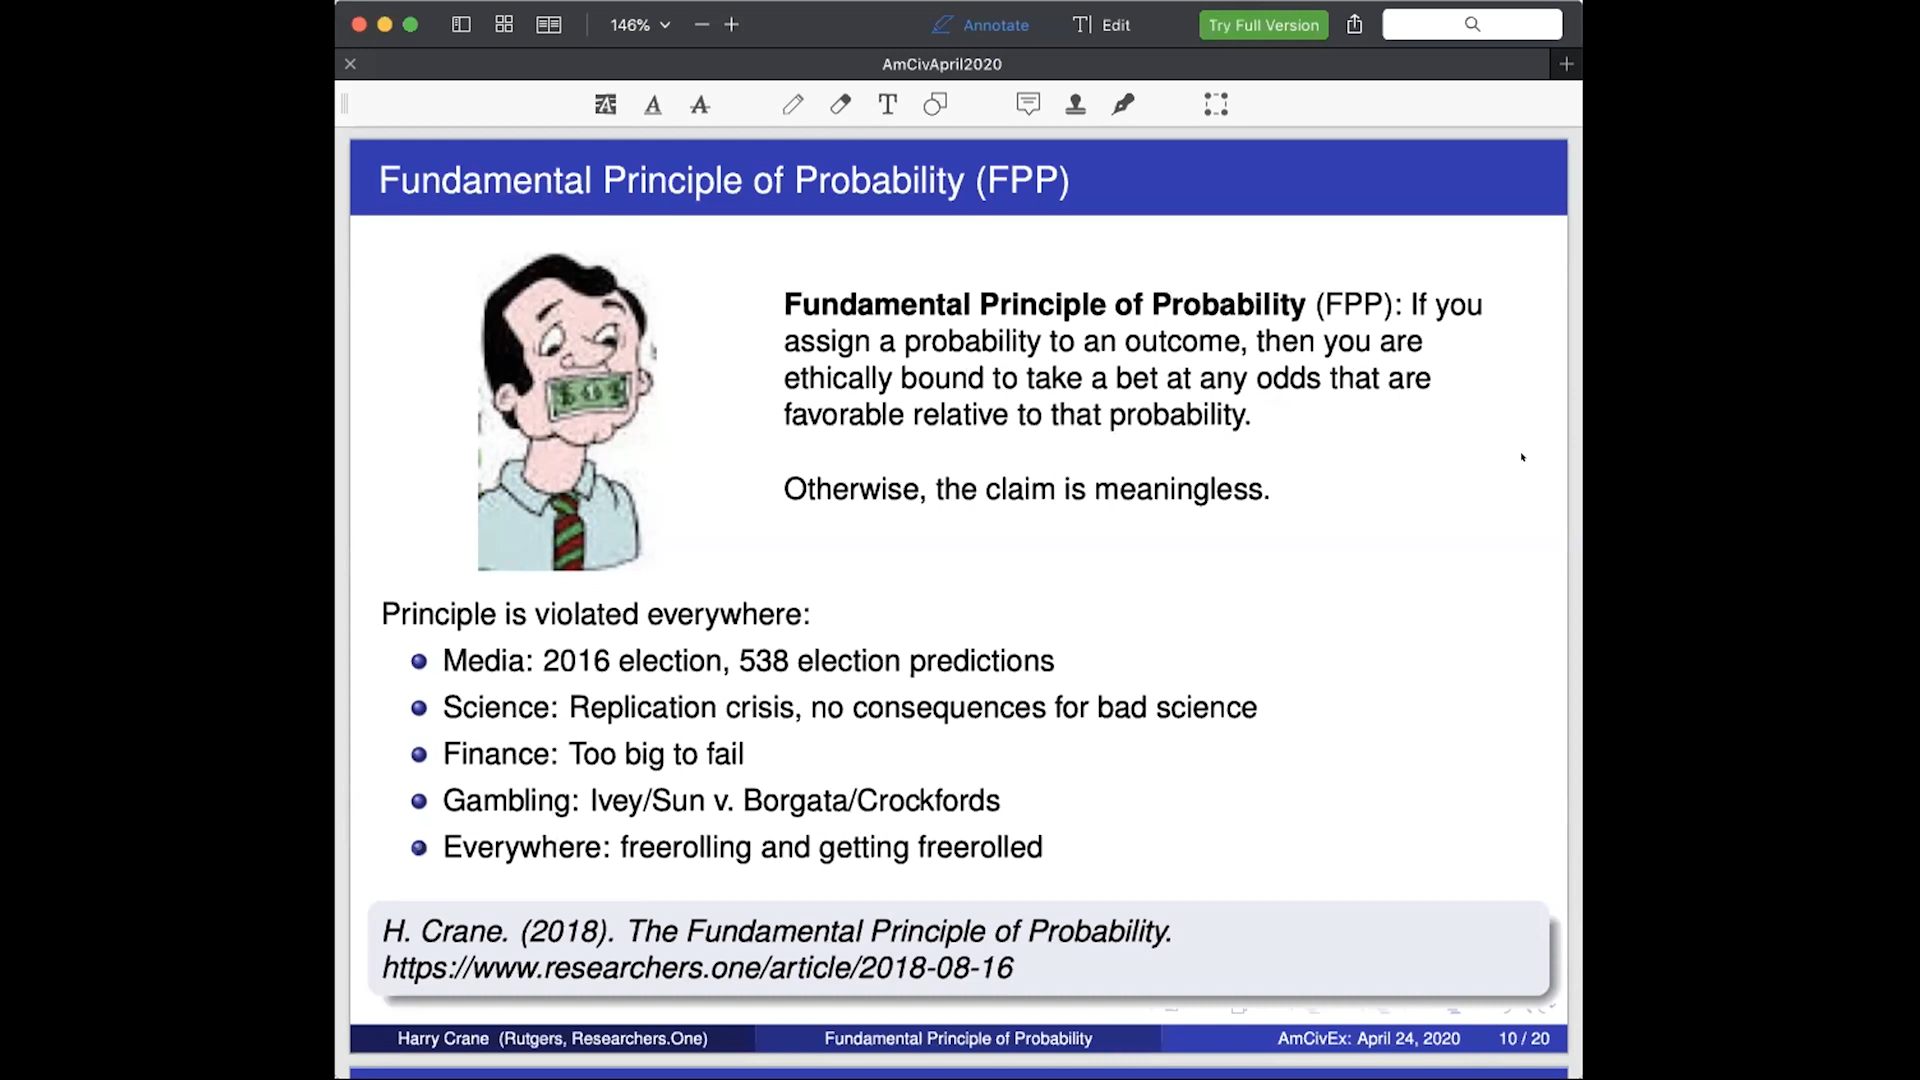 146%
Annotate
Edit
Try Full Version
AmCivApril2020
Fundamental Principle of Probability (FPP)
Fundamental Principle of Probability (FPP): If you
assign a probability to an outcome, then you are
ethically bound to take a bet at any odds that are
favorable relative to that probability.
Otherwise, the claim is meaningless.
Principle is violated everywhere:
Media: 2016 election, 538 election predictions
Science: Replication crisis, no consequences for bad science
Finance: Too big to fail
Gambling: Ivey/Sun v. Borgata/Crockfords
Everywhere: freerolling and getting freerolled
H. Crane. (2018). The Fundamental Principle of Probability.
https://www.researchers.one/article/2018-08-16
Harry Crane (Rutgers, Researchers.One) Fundamental Principle of Probability AmCivEx: April 24, 2020 10 / 20